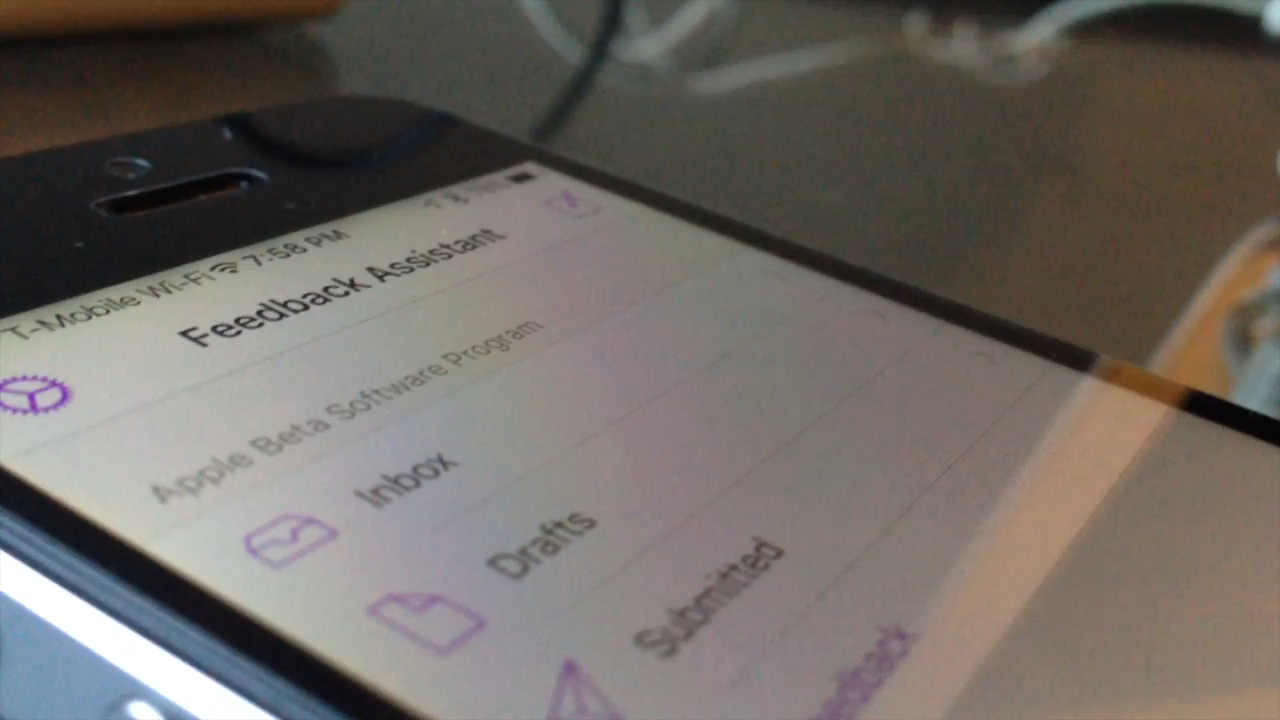 T-Mobile Wi-Fi 7:58 PM
Feedback Assistant
Apple Beta Software Program
Inbox
Drafts
Submitted